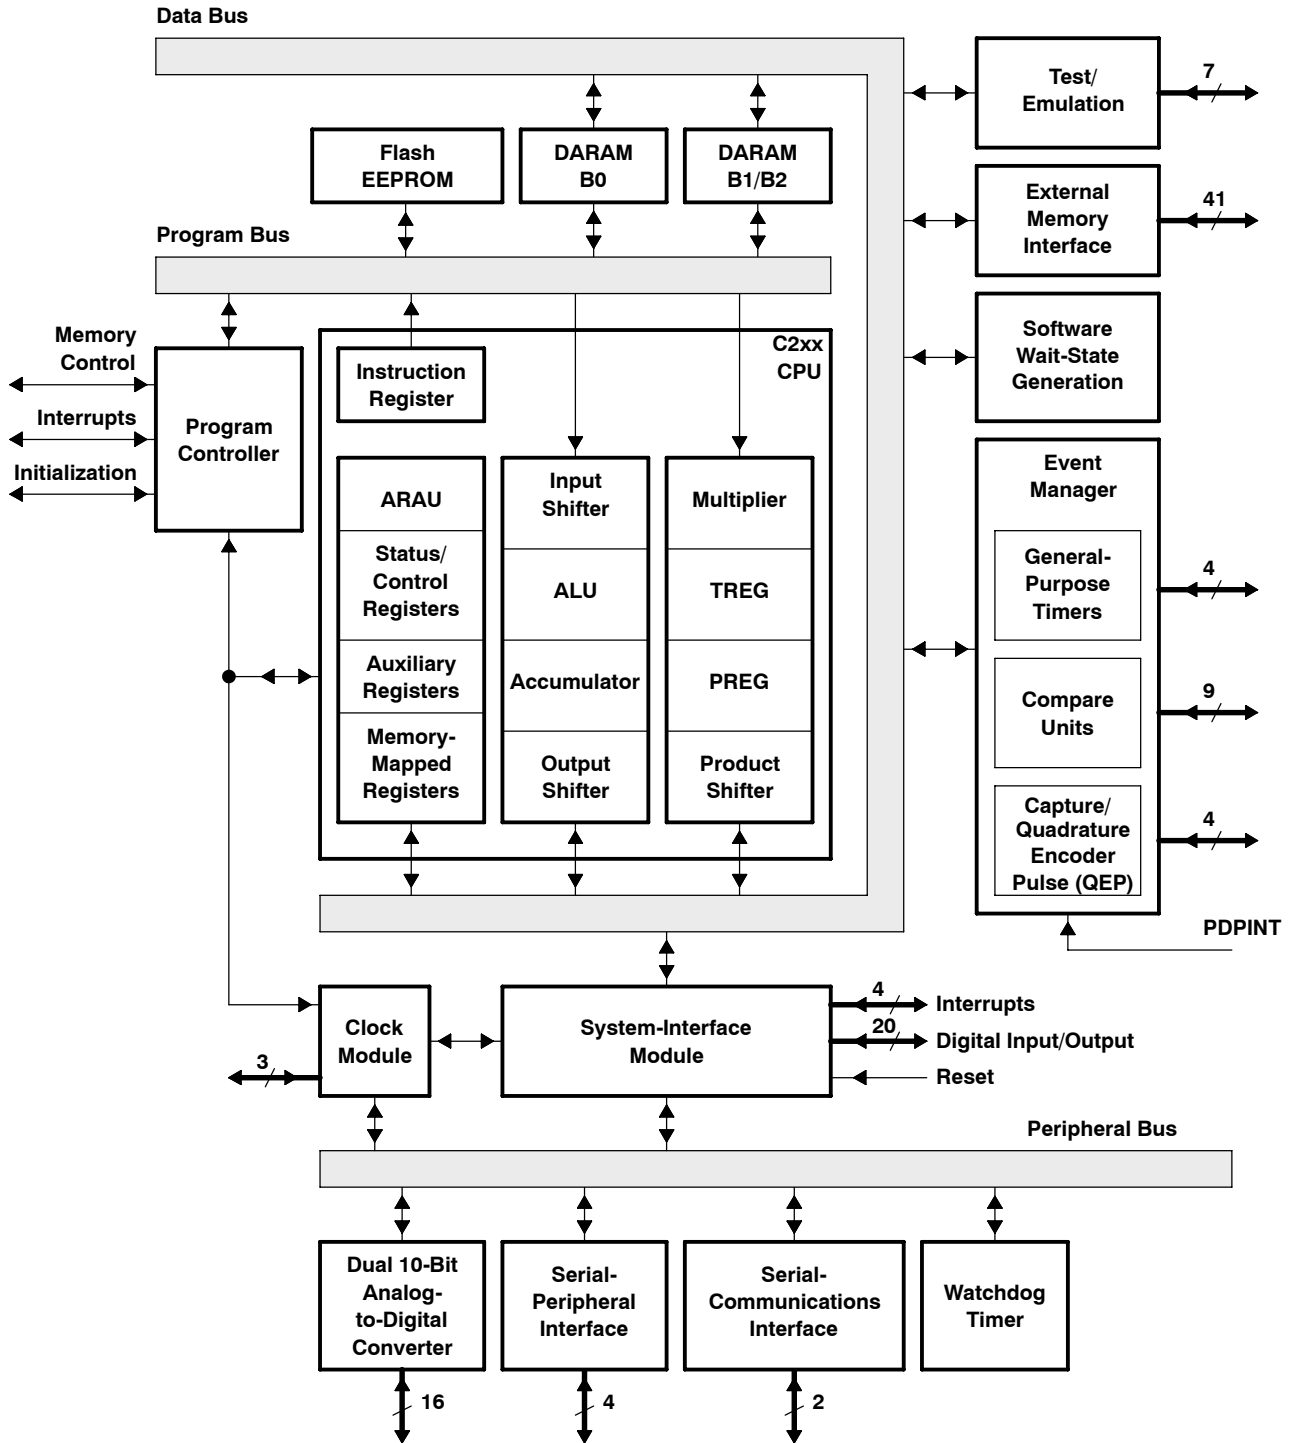 Data Bus
Test/
Emulation
7
Flash
EEPROM
DARAM
B0
DARAM
B1/B2
External
Memory
Interface
41
Program Bus
Software
Wait-State
Generation
Memory
Control
Interrupts
Initialization
Program
Controller
C2xx
CPU
Instruction
Register
ARAU
Status/
Control
Registers
Auxiliary
Registers
Memory-
Mapped
Registers
Input
Shifter
ALU
Accumulator
Output
Shifter
Multiplier
TREG
PREG
Product
Shifter
Event
Manager
General-
Purpose
Timers
4
Compare
Units
9
Capture/
Quadrature
Encoder
Pulse (QEP)
4
PDPINT
Clock
Module
3
System-Interface
Module
4
Interrupts
20
Digital Input/Output
Reset
Peripheral Bus
Dual 10-Bit
Analog-
to-Digital
Converter
Serial-
Peripheral
Interface
Serial-
Communications
Interface
Watchdog
Timer
16
4
2